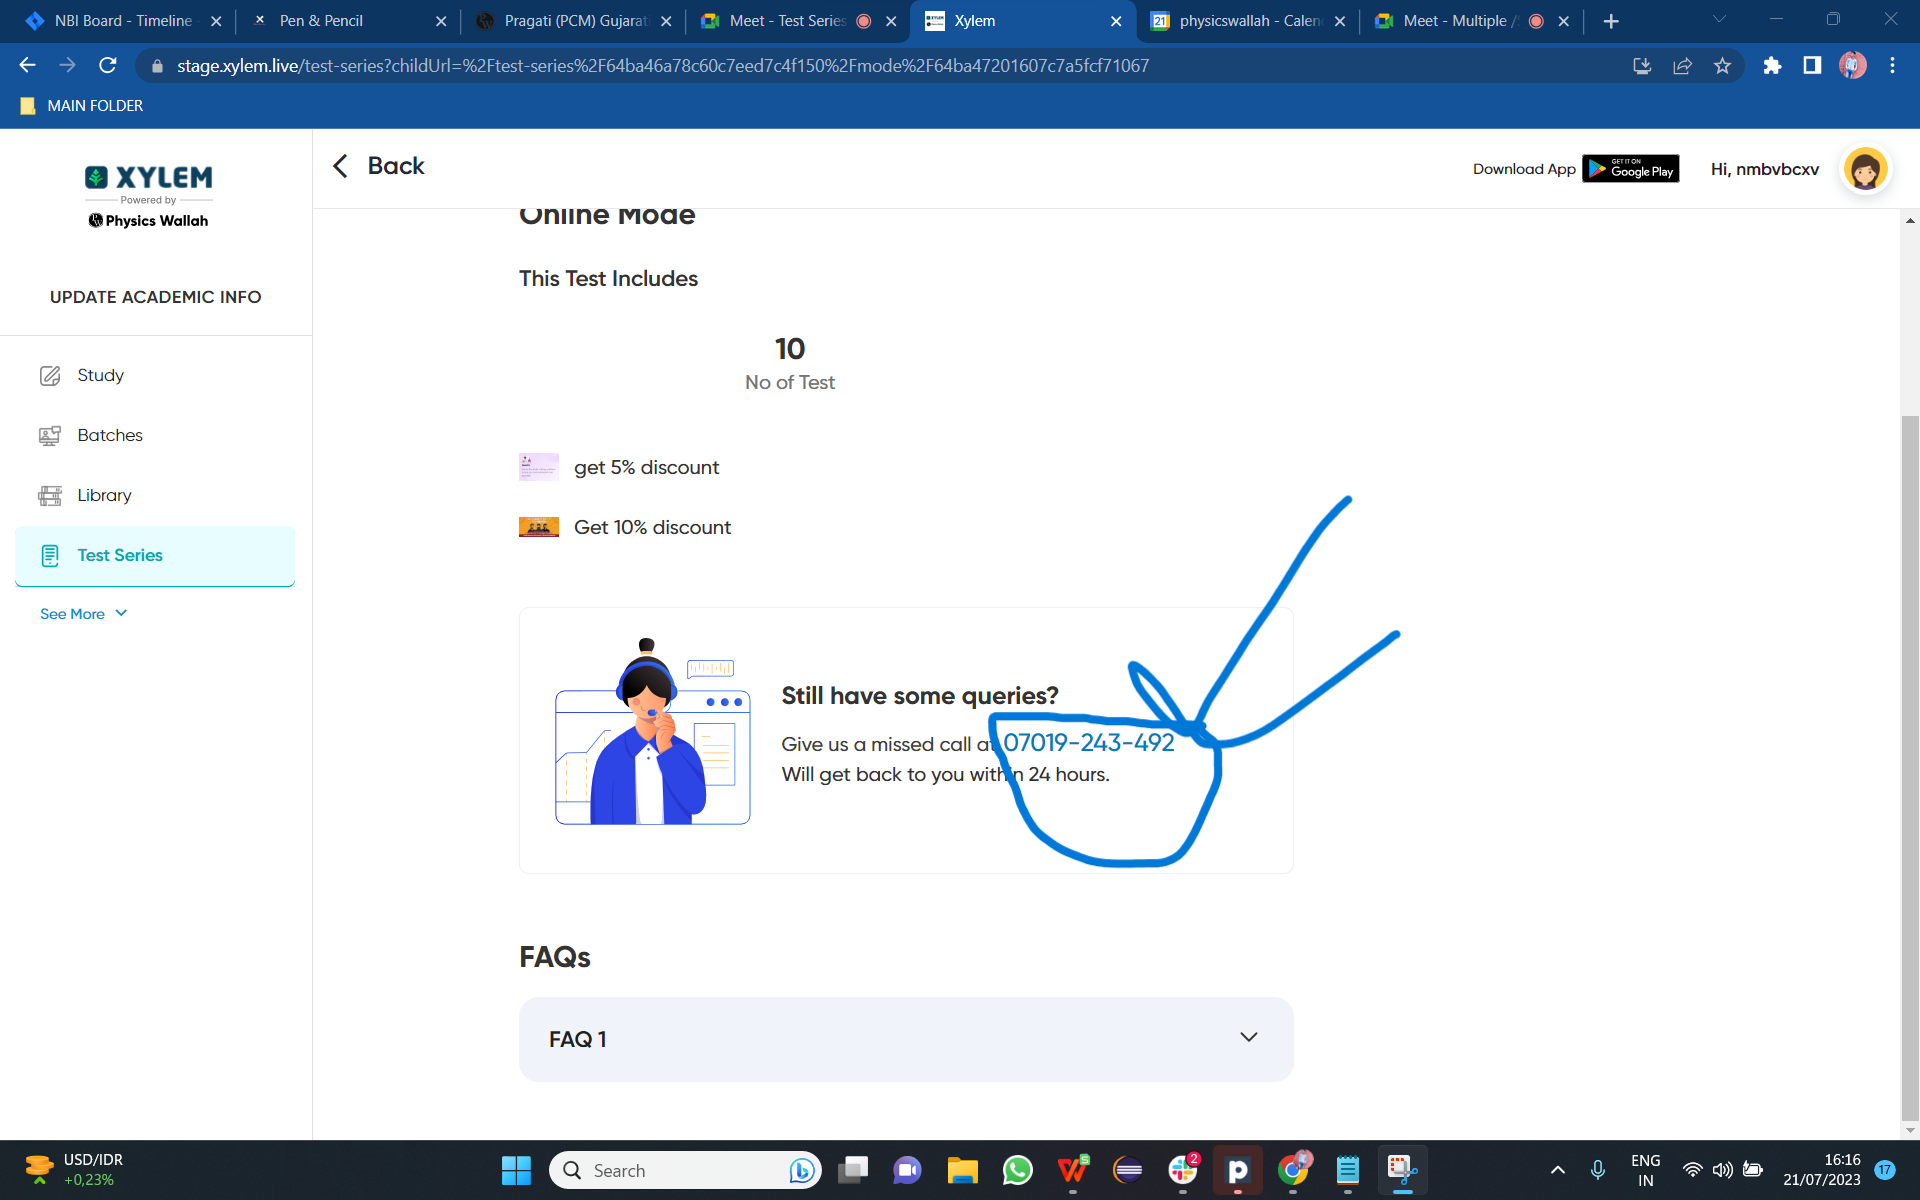 NBI Board - Timeline
Pen & Pencil
Pragati (PCM) Gujarati
Meet - Test Series
Xylem
physicswallah - Calen
Meet - Multiple /
stage.xylem.live/test-series?childUrl=%2Ftest-series%2F64ba46a78c60c7eed7c4f150%2Fmode%2F64ba47201607c7a5fcf71067
MAIN FOLDER
XYLEM
Powered by
Physics Wallah
UPDATE ACADEMIC INFO
Study
Batches
Library
Test Series
See More
Back
Download App
GET IT ON
Google Play
Hi, nmbvbcxv
Online Mode
This Test Includes
10
No of Test
get 5% discount
Get 10% discount
Still have some queries?
Give us a missed call at 07019-243-492
Will get back to you within 24 hours.
FAQs
FAQ 1
USD/IDR
+0,23%
Search
2
ENG
IN
16:16
21/07/2023
17